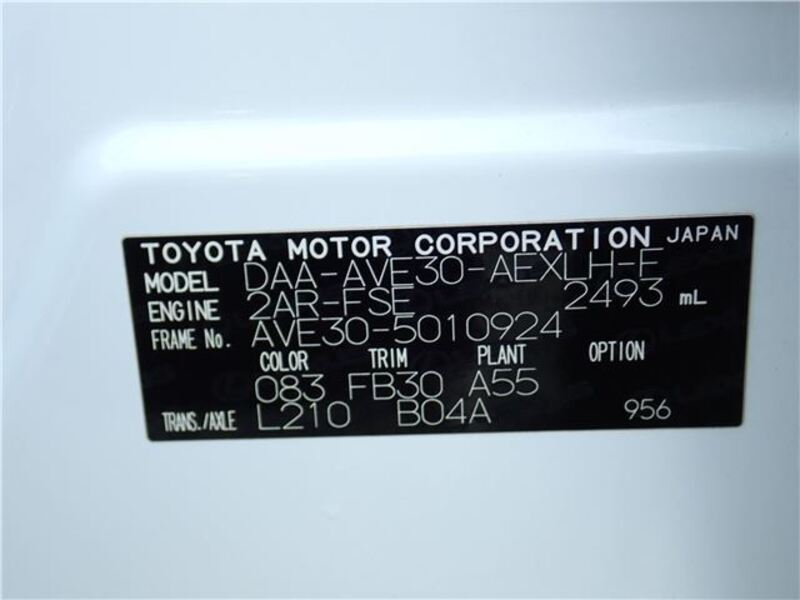 TOYOTA MOTOR CORPORATION JAPAN
MODEL DAA-AVE30-AEXLH-F
ENGINE 2AR-FSE 2493 mL
FRAME No. AVE30-5010924
COLOR TRIM PLANT OPTION
083 FB30 A55
TRANS./AXLE L210 B04A 956